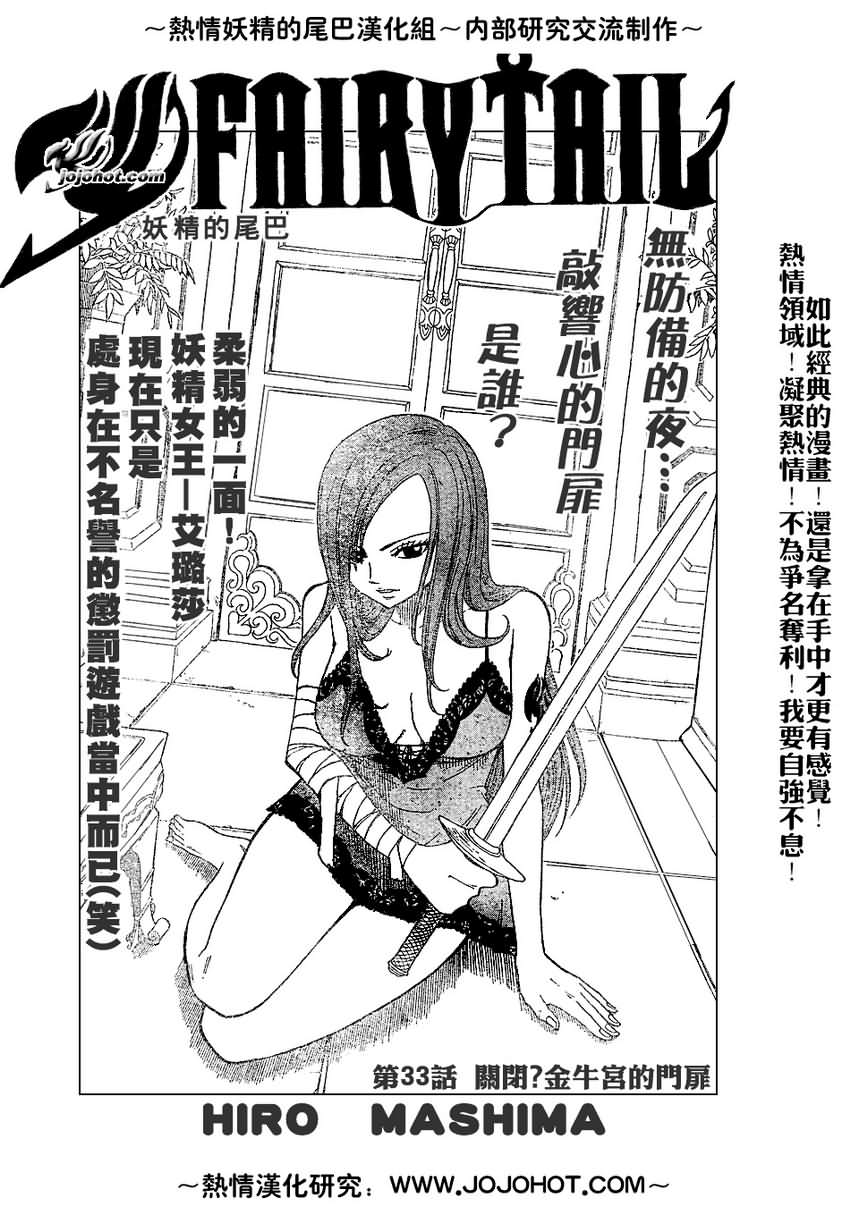 ～熱情妖精的尾巴漢化組～内部研究交流制作～
FAIRY TAIL
jojohot.com
妖精的尾巴
無防備的夜…
敲響心的門扉
是誰？
柔弱的一面！
妖精女王—艾璐莎
現在只是
處身在不名譽的懲罰遊戲當中而已(笑)
如此經典的漫畫！還是拿在手中才更有感覺！
熱情領域！凝聚熱情！不為爭名奪利！我要自強不息！
第33話 關閉?金牛宮的門扉
HIRO MASHIMA
～熱情漢化研究：WWW.JOJOHOT.COM～